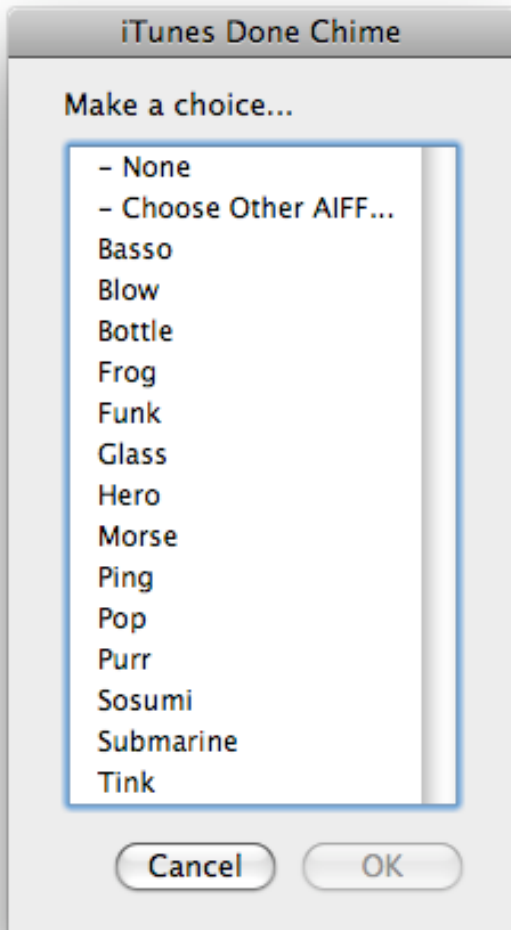 iTunes Done Chime
Make a choice...
– None
– Choose Other AIFF...
Basso
Blow
Bottle
Frog
Funk
Glass
Hero
Morse
Ping
Pop
Purr
Sosumi
Submarine
Tink
Cancel OK